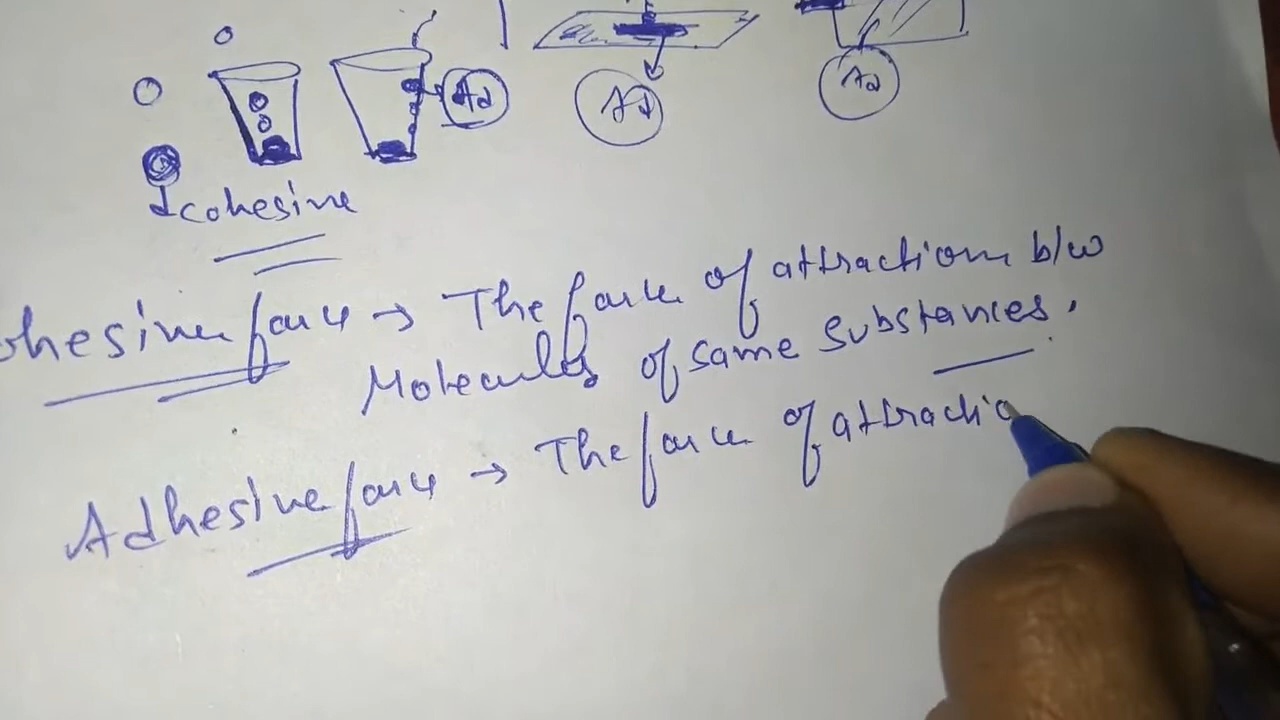 Ad
AD
Ad
cohesive
ohesive force → The force of attraction b/w
Molecules of same substances.
Adhesive force → The force of attractio